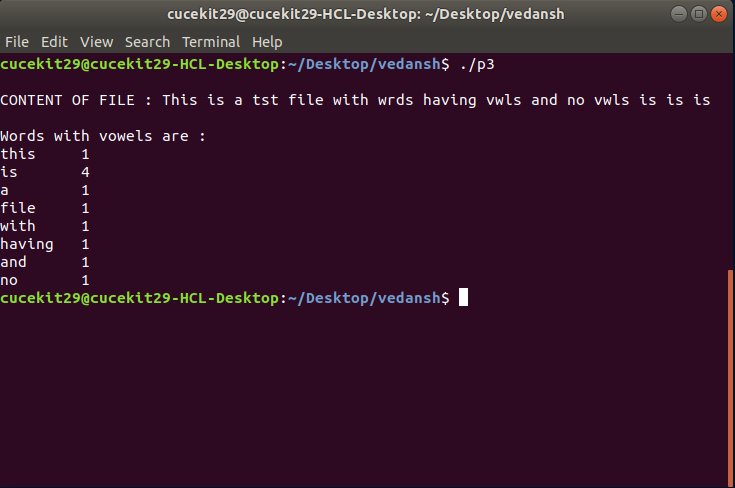 cucekit29@cucekit29-HCL-Desktop: ~/Desktop/vedansh
File Edit View Search Terminal Help
cucekit29@cucekit29-HCL-Desktop:~/Desktop/vedansh$ ./p3
CONTENT OF FILE : This is a tst file with wrds having vwls and no vwls is is is
Words with vowels are :
this 1
is 4
a 1
file 1
with 1
having 1
and 1
no 1
cucekit29@cucekit29-HCL-Desktop:~/Desktop/vedansh$